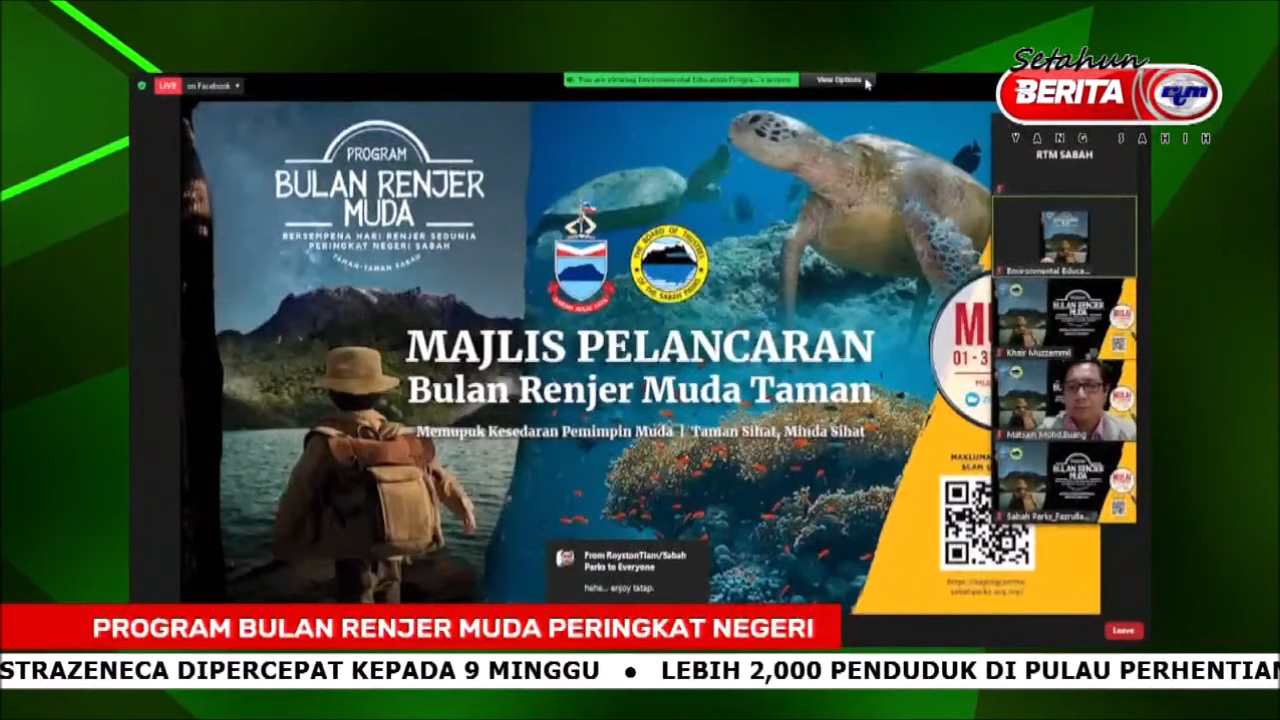 Setahun
BERITA
rtm
YANG SAHIH
LIVE
on Facebook
You are viewing Environmental Education Progra...'s screen
View Options
RTM SABAH
PROGRAM
BULAN RENJER
MUDA
BERSEMPENA HARI RENJER SEDUNIA
PERINGKAT NEGERI SABAH
TAMAN-TAMAN SABAH
THE BOARD OF TRUSTEES
OF THE SABAH PARKS
MAJLIS PELANCARAN
Bulan Renjer Muda Taman
Memupuk Kesedaran Pemimpin Muda | Taman Sihat, Minda Sihat
Environmental Educa...
BULAN RENJER
MUDA
Khair Muzzammil
Matsain Mohd.Buang
BULAN RENJER
MUDA
Sabah Parks_Fazrulla...
From RoystonTiam/Sabah
Parks to Everyone
hehe... enjoy tatap.
Leave
PROGRAM BULAN RENJER MUDA PERINGKAT NEGERI
STRAZENECA DIPERCEPAT KEPADA 9 MINGGU • LEBIH 2,000 PENDUDUK DI PULAU PERHENTIAN